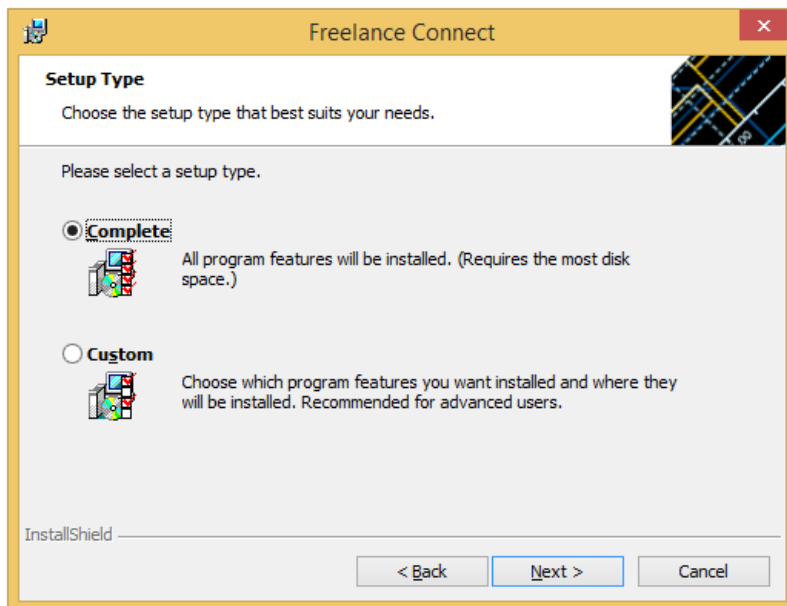 Freelance Connect
Setup Type
Choose the setup type that best suits your needs.
Please select a setup type.
Complete
All program features will be installed. (Requires the most disk
space.)
Custom
Choose which program features you want installed and where they
will be installed. Recommended for advanced users.
InstallShield
< Back
Next >
Cancel